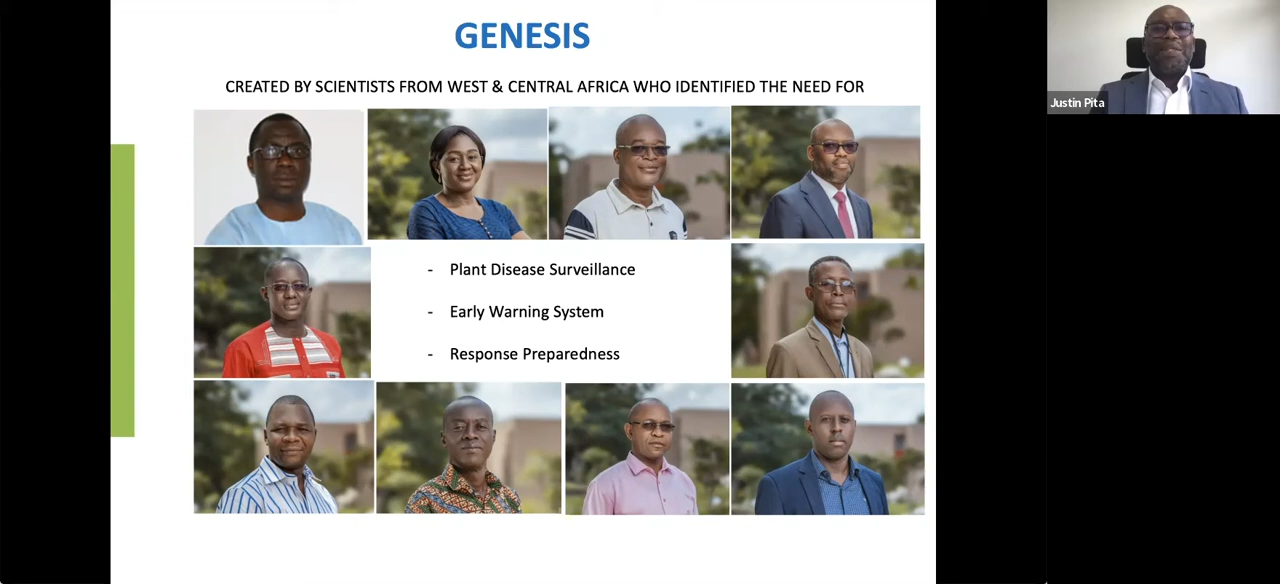 GENESIS
CREATED BY SCIENTISTS FROM WEST & CENTRAL AFRICA WHO IDENTIFIED THE NEED FOR
- Plant Disease Surveillance
- Early Warning System
- Response Preparedness
Justin Pita